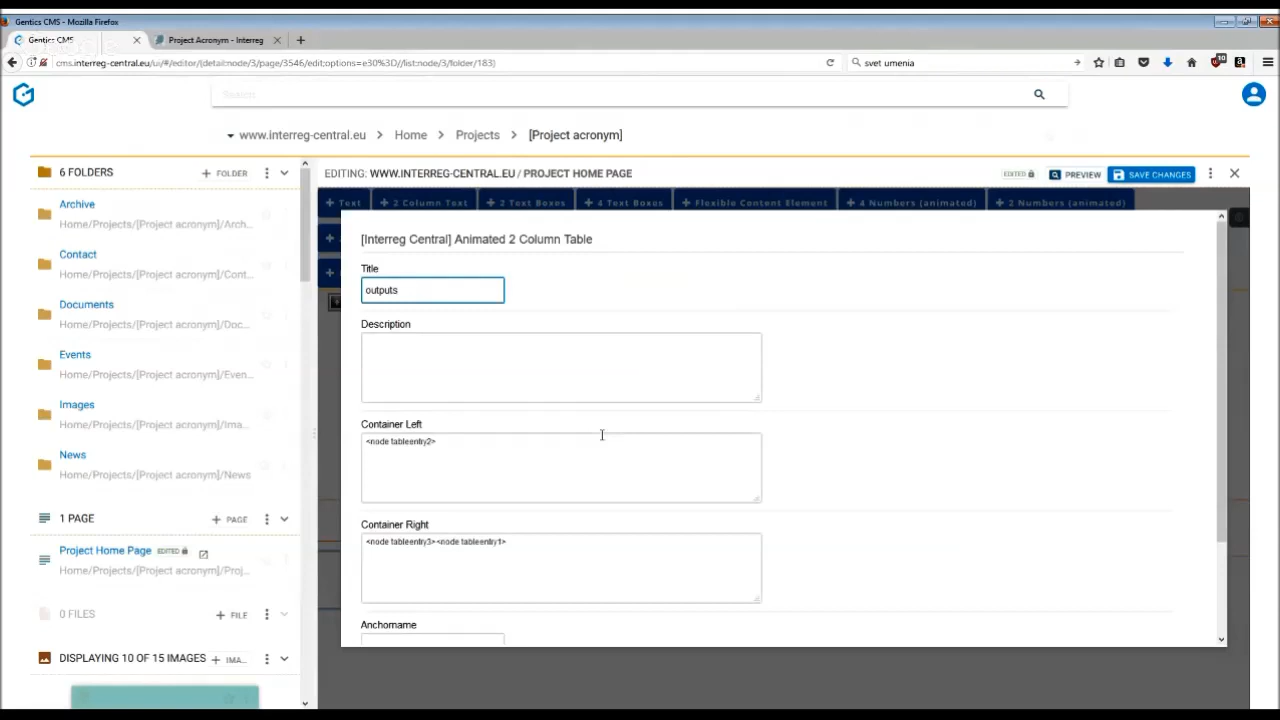 Gentics CMS - Mozilla Firefox
Gentics CMS
Project Acronym - Interreg
cms.interreg-central.eu/ui/#/editor/(detail:node/3/page/3546/edit;options=e30%3D//list:node/3/folder/183)
svet umenia
10
Search...
www.interreg-central.eu > Home > Projects > [Project acronym]
6 FOLDERS
+ FOLDER
Archive
Home/Projects/[Project acronym]/Arch...
Contact
Home/Projects/[Project acronym]/Cont...
Documents
Home/Projects/[Project acronym]/Doc...
Events
Home/Projects/[Project acronym]/Even...
Images
Home/Projects/[Project acronym]/Ima...
News
Home/Projects/[Project acronym]/News
1 PAGE
+ PAGE
Project Home Page EDITED
Home/Projects/[Project acronym]/Proj...
0 FILES
+ FILE
DISPLAYING 10 OF 15 IMAGES + IMA...
EDITING: WWW.INTERREG-CENTRAL.EU / PROJECT HOME PAGE
EDITED
PREVIEW
SAVE CHANGES
+ Text
+ 2 Column Text
+ 2 Text Boxes
+ 4 Text Boxes
+ Flexible Content Element
+ 4 Numbers (animated)
+ 2 Numbers (animated)
[Interreg Central] Animated 2 Column Table
Title
outputs
Description
Container Left
<node tableentry2>
Container Right
<node tableentry3><node tableentry1>
Anchorname